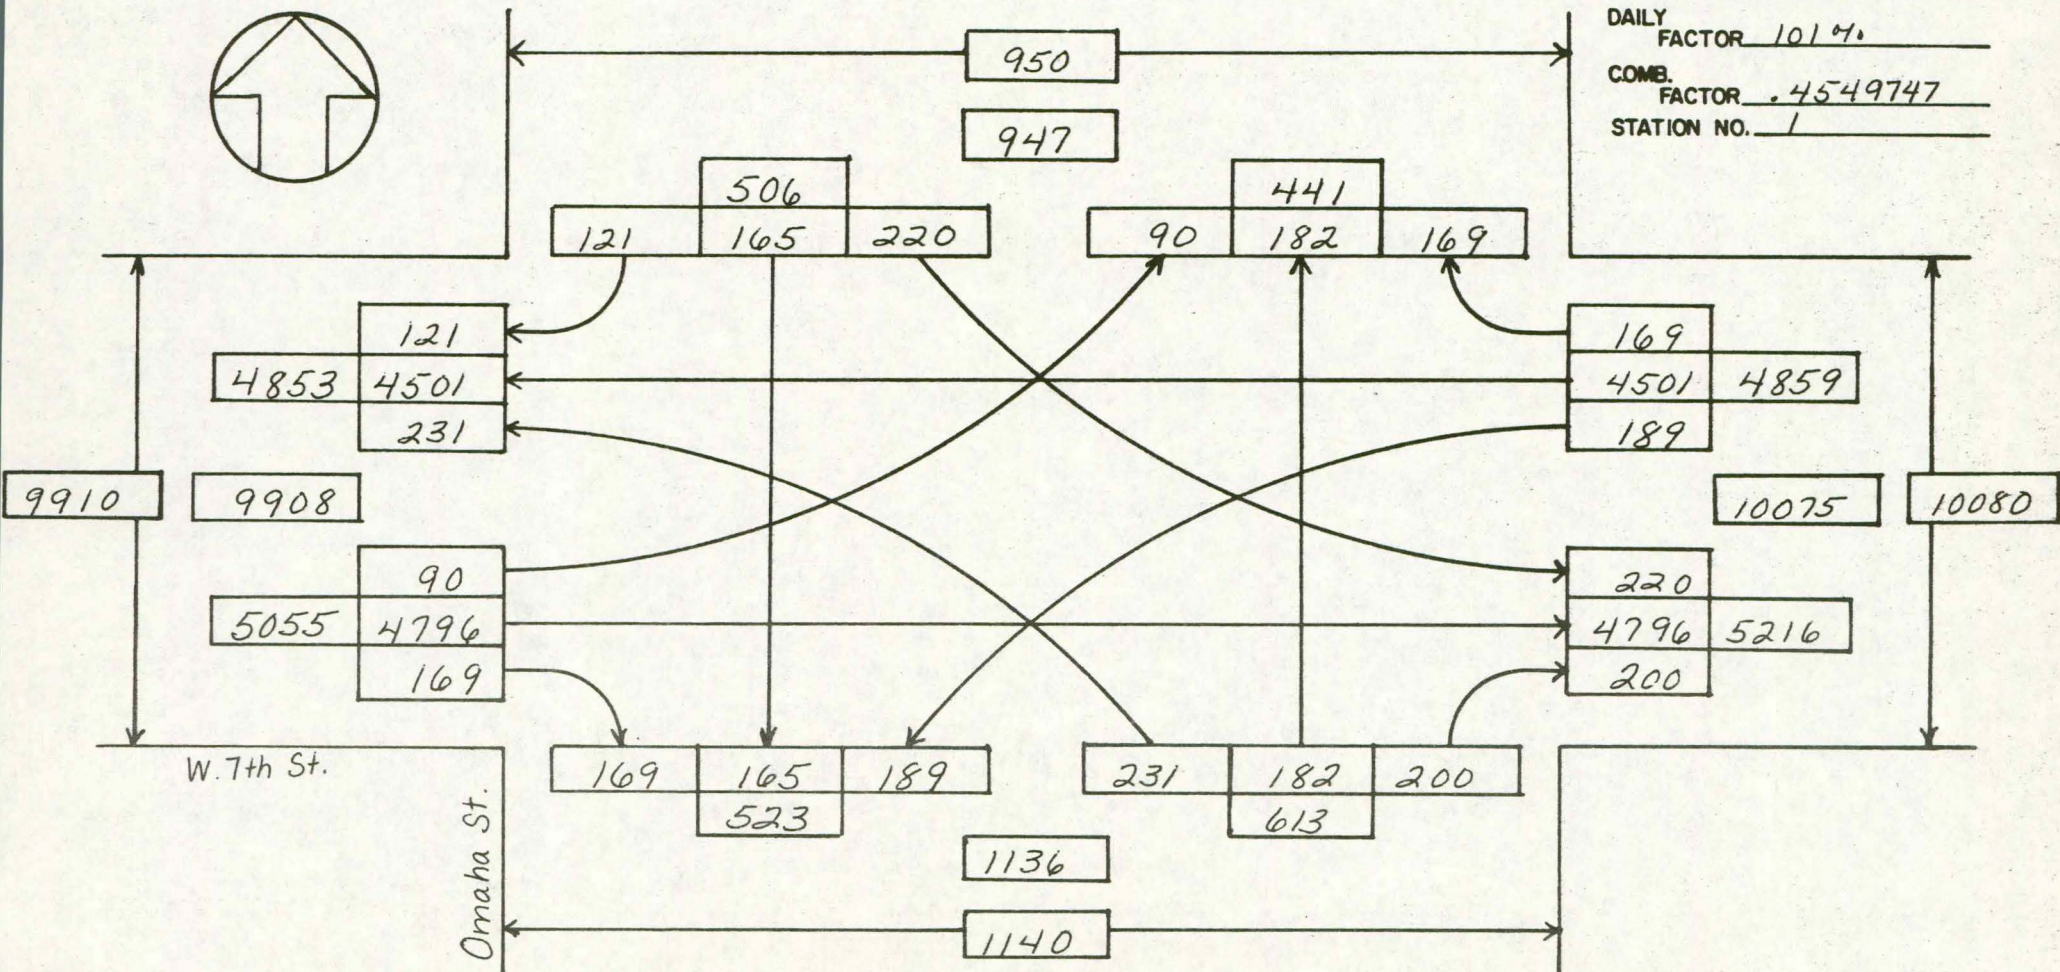 DAILY
FACTOR 101%
COMB.
FACTOR .4549747
STATION NO. 1
950
947
506
121 165 220
441
90 182 169
121
4853 4501
231
169
4501 4859
189
9910 9908
10075 10080
90
5055 4796
169
220
4796 5216
200
W. 7th St.
Omaha St.
169 165 189
523
231 182 200
613
1136
1140